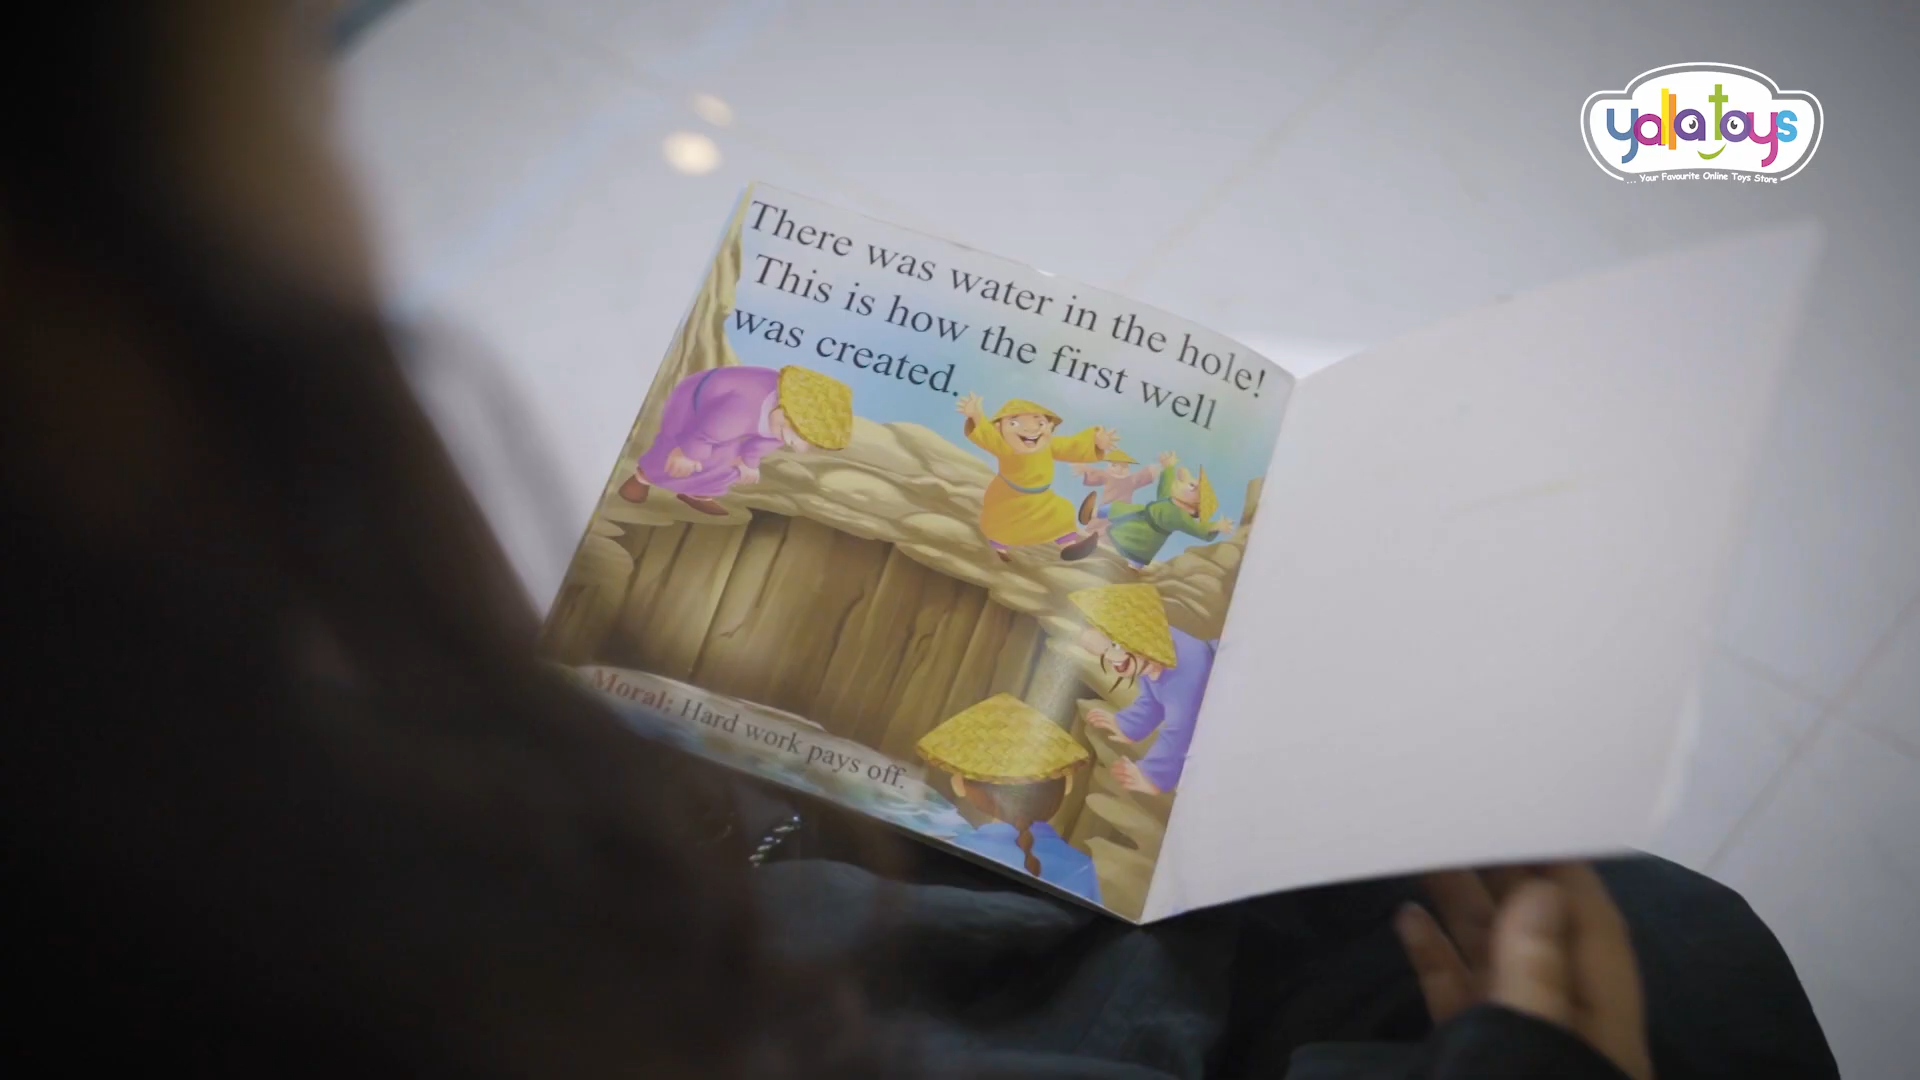 There was water in the hole!
This is how the first well
was created.
Moral: Hard work pays off.
yallatoys
... Your Favourite Online Toys Store